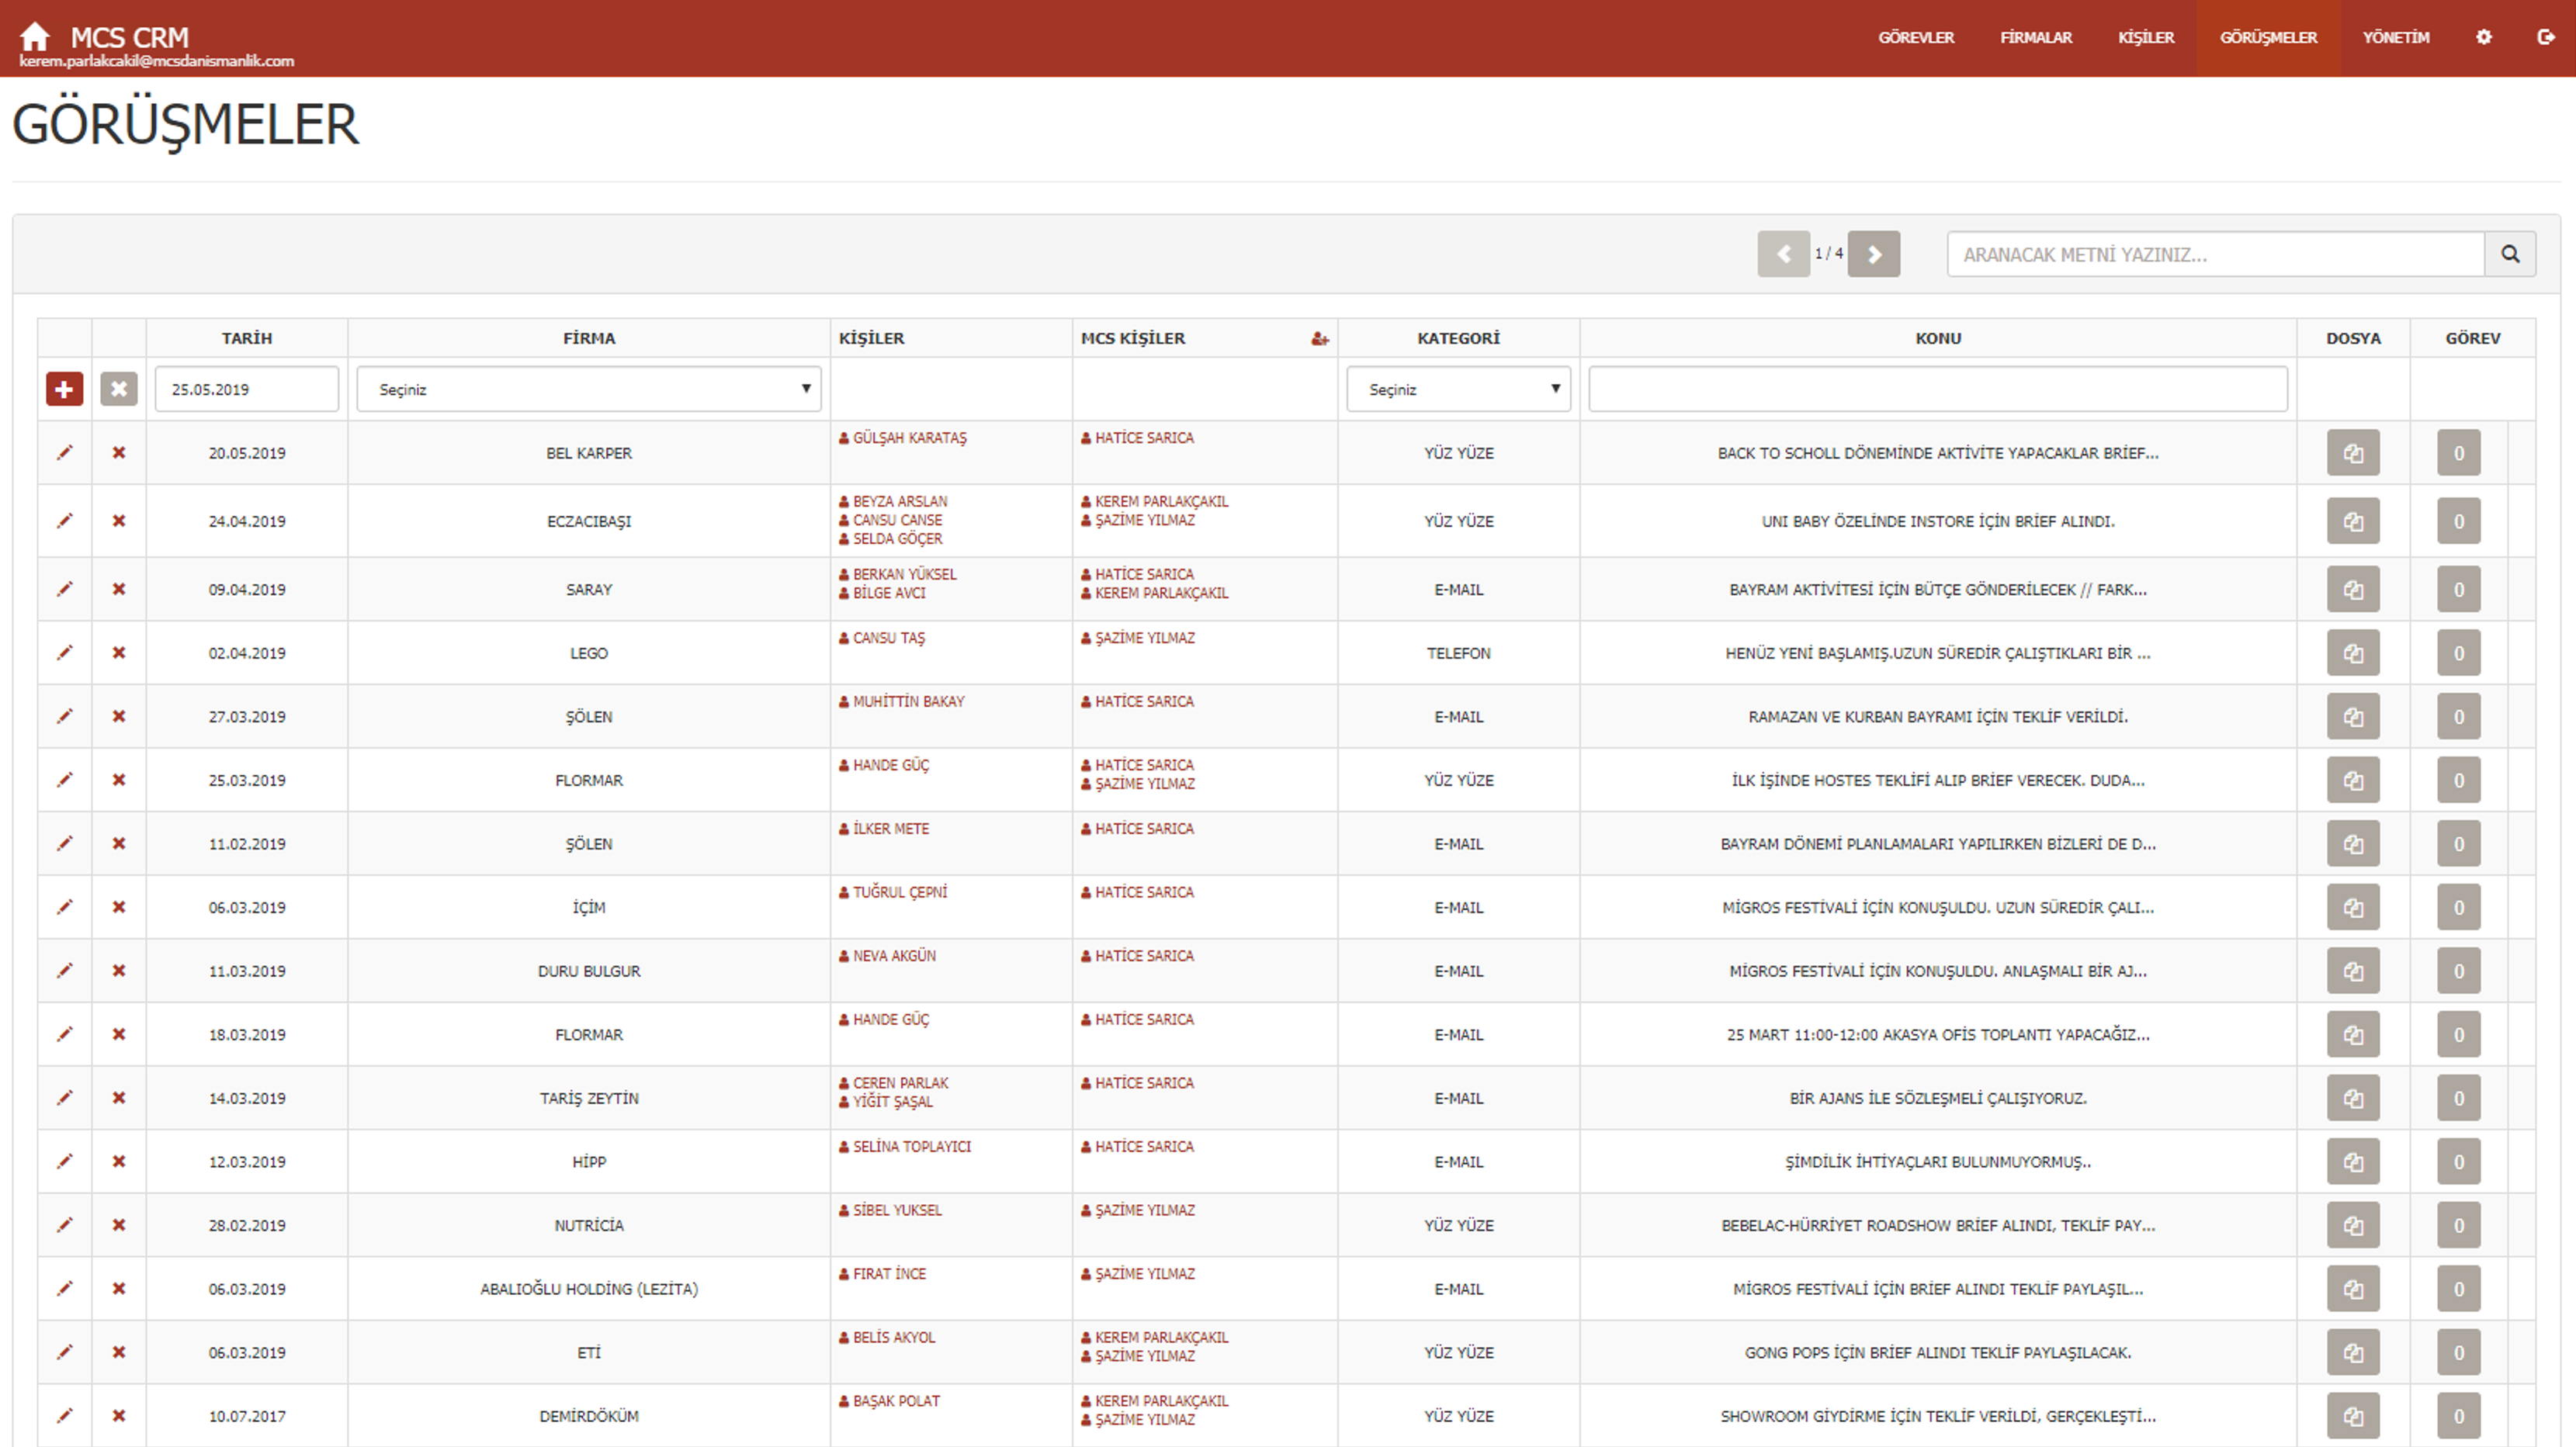 MCS CRM
kerem.parlakcakil@mcsdanismanlik.com
GÖREVLER FİRMALAR KİŞİLER GÖRÜŞMELER YÖNETİM
GÖRÜŞMELER
1 / 4 ARANACAK METNİ YAZINIZ...
TARİH FİRMA KİŞİLER MCS KİŞİLER KATEGORİ KONU DOSYA GÖREV
25.05.2019 Seçiniz Seçiniz
20.05.2019 BEL KARPER GÜLŞAH KARATAŞ HATİCE SARICA YÜZ YÜZE BACK TO SCHOLL DÖNEMİNDE AKTİVİTE YAPACAKLAR BRİEF... 0
24.04.2019 ECZACIBAŞI BEYZA ARSLAN CANSU CANSE SELDA GÖÇER KEREM PARLAKÇAKIL ŞAZİME YILMAZ YÜZ YÜZE UNI BABY ÖZELİNDE INSTORE İÇİN BRİEF ALINDI. 0
09.04.2019 SARAY BERKAN YÜKSEL BİLGE AVCI HATİCE SARICA KEREM PARLAKÇAKIL E-MAIL BAYRAM AKTİVİTESİ İÇİN BÜTÇE GÖNDERİLECEK // FARK... 0
02.04.2019 LEGO CANSU TAŞ ŞAZİME YILMAZ TELEFON HENÜZ YENİ BAŞLAMIŞ.UZUN SÜREDİR ÇALIŞTIKLARI BİR ... 0
27.03.2019 ŞÖLEN MUHİTTİN BAKAY HATİCE SARICA E-MAIL RAMAZAN VE KURBAN BAYRAMI İÇİN TEKLİF VERİLDİ. 0
25.03.2019 FLORMAR HANDE GÜÇ HATİCE SARICA ŞAZİME YILMAZ YÜZ YÜZE İLK İŞİNDE HOSTES TEKLİFİ ALIP BRİEF VERECEK. DUDA... 0
11.02.2019 ŞÖLEN İLKER METE HATİCE SARICA E-MAIL BAYRAM DÖNEMİ PLANLAMALARI YAPILIRKEN BİZLERİ DE D... 0
06.03.2019 İÇİM TUĞRUL ÇEPNİ HATİCE SARICA E-MAIL MİGROS FESTİVALİ İÇİN KONUŞULDU. UZUN SÜREDİR ÇALI... 0
11.03.2019 DURU BULGUR NEVA AKGÜN HATİCE SARICA E-MAIL MİGROS FESTİVALİ İÇİN KONUŞULDU. ANLAŞMALI BİR AJ... 0
18.03.2019 FLORMAR HANDE GÜÇ HATİCE SARICA E-MAIL 25 MART 11:00-12:00 AKASYA OFİS TOPLANTI YAPACAĞIZ... 0
14.03.2019 TARİŞ ZEYTİN CEREN PARLAK YİĞİT ŞAŞAL HATİCE SARICA E-MAIL BİR AJANS İLE SÖZLEŞMELİ ÇALIŞIYORUZ. 0
12.03.2019 HİPP SELİNA TOPLAYICI HATİCE SARICA E-MAIL ŞİMDİLİK İHTİYAÇLARI BULUNMUYORMUŞ.. 0
28.02.2019 NUTRİCİA SİBEL YUKSEL ŞAZİME YILMAZ YÜZ YÜZE BEBELAC-HÜRRİYET ROADSHOW BRİEF ALINDI, TEKLİF PAY... 0
06.03.2019 ABALIOĞLU HOLDİNG (LEZİTA) FIRAT İNCE ŞAZİME YILMAZ E-MAIL MİGROS FESTİVALİ İÇİN BRİEF ALINDI TEKLİF PAYLAŞIL... 0
06.03.2019 ETİ BELİS AKYOL KEREM PARLAKÇAKIL ŞAZİME YILMAZ YÜZ YÜZE GONG POPS İÇİN BRİEF ALINDI TEKLİF PAYLAŞILACAK. 0
10.07.2017 DEMİRDÖKÜM BAŞAK POLAT KEREM PARLAKÇAKIL ŞAZİME YILMAZ YÜZ YÜZE SHOWROOM GİYDİRME İÇİN TEKLİF VERİLDİ, GERÇEKLEŞTİ... 0